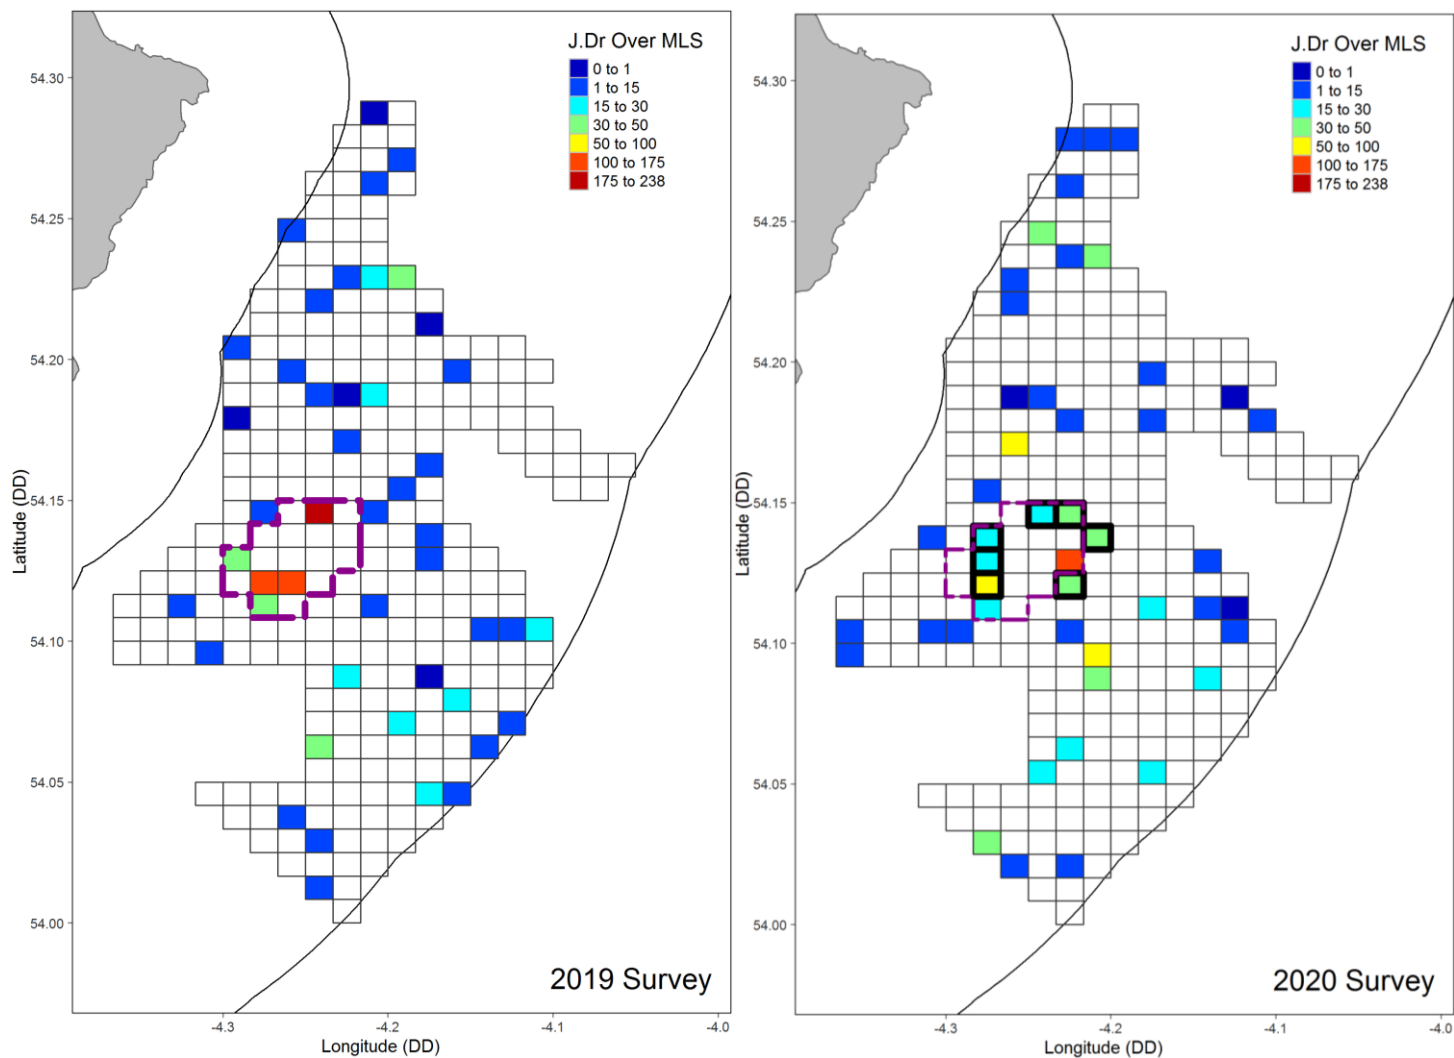 J.Dr Over MLS
0 to 1
1 to 15
15 to 30
30 to 50
50 to 100
100 to 175
175 to 238
54.30
54.25
54.20
54.15
54.10
54.05
54.00
Latitude (DD)
2019 Survey
-4.3
-4.2
-4.1
-4.0
Longitude (DD)
J.Dr Over MLS
0 to 1
1 to 15
15 to 30
30 to 50
50 to 100
100 to 175
175 to 238
54.30
54.25
54.20
54.15
54.10
54.05
54.00
Latitude (DD)
2020 Survey
-4.3
-4.2
-4.1
-4.0
Longitude (DD)